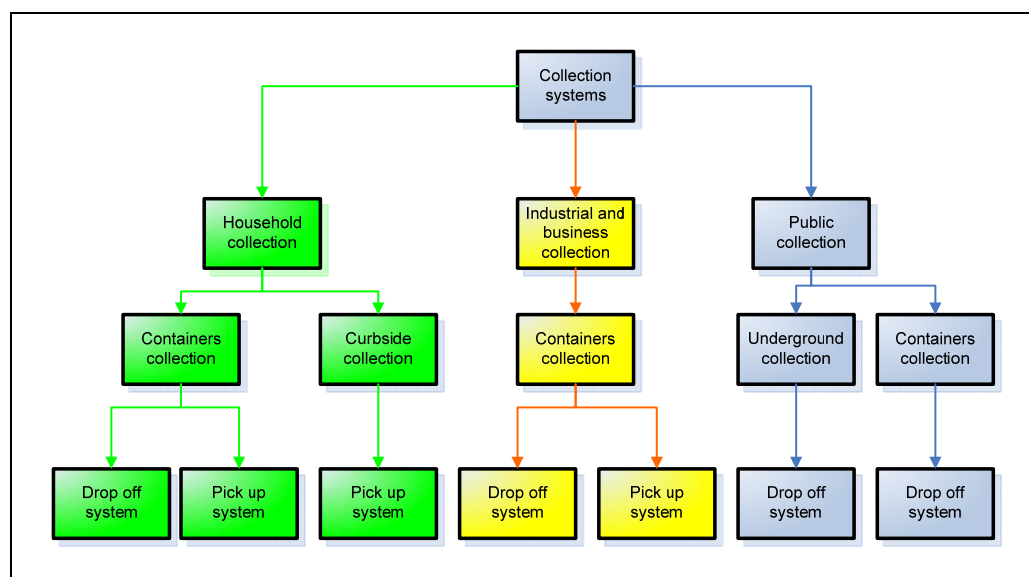 Collection
systems
Household
collection
Industrial and
business
collection
Public
collection
Containers
collection
Curbside
collection
Containers
collection
Underground
collection
Containers
collection
Drop off
system
Pick up
system
Pick up
system
Drop off
system
Pick up
system
Drop off
system
Drop off
system